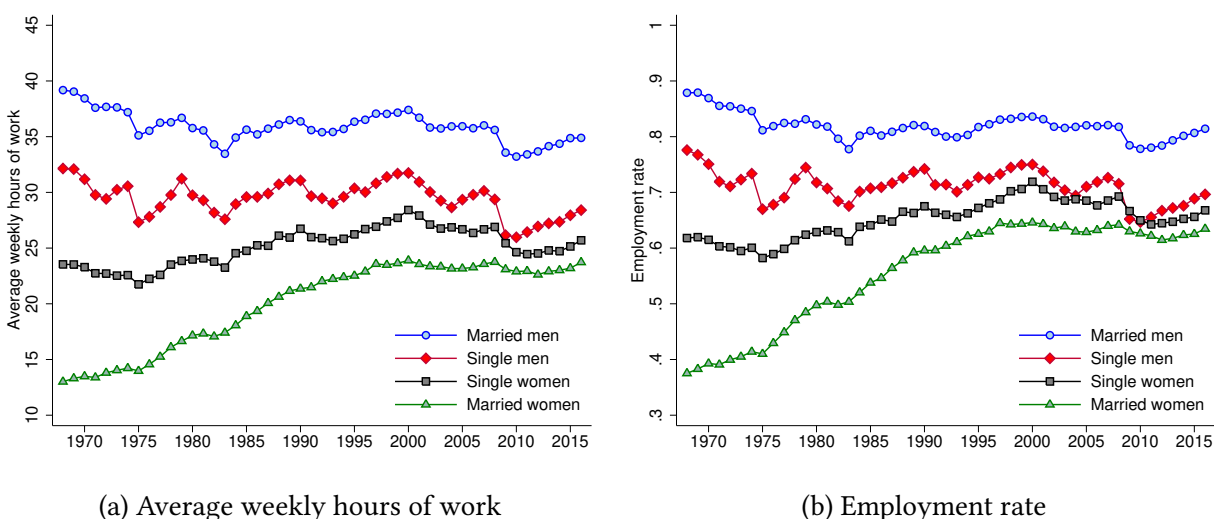 Average weekly hours of work
10 15 20 25 30 35 40 45
1970 1975 1980 1985 1990 1995 2000 2005 2010 2015
Married men
Single men
Single women
Married women
(a) Average weekly hours of work
Employment rate
.3 .4 .5 .6 .7 .8 .9 1
1970 1975 1980 1985 1990 1995 2000 2005 2010 2015
Married men
Single men
Single women
Married women
(b) Employment rate